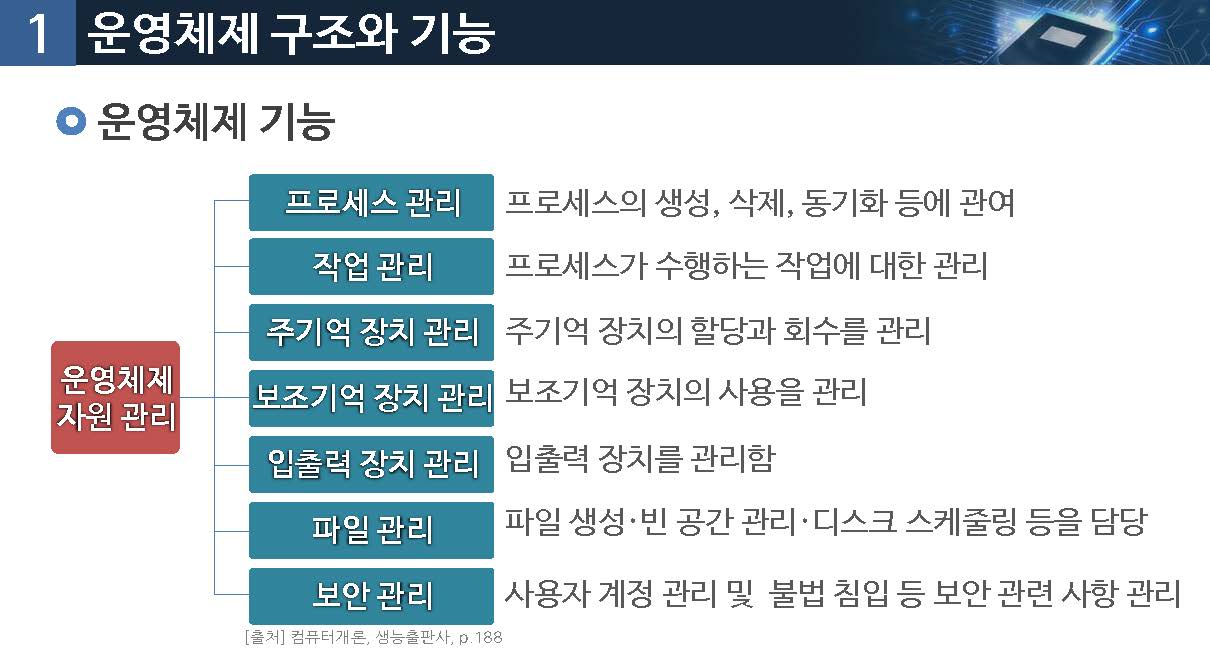 1 운영체제 구조와 기능
운영체제 기능
프로세스 관리 프로세스의 생성, 삭제, 동기화 등에 관여
작업 관리 프로세스가 수행하는 작업에 대한 관리
주기억 장치 관리 주기억 장치의 할당과 회수를 관리
운영체제
자원 관리
보조기억 장치 관리 보조기억 장치의 사용을 관리
입출력 장치 관리 입출력 장치를 관리함
파일 관리 파일 생성·빈 공간 관리·디스크 스케줄링 등을 담당
보안 관리 사용자 계정 관리 및 불법 침입 등 보안 관련 사항 관리
[출처] 컴퓨터개론, 생능출판사, p.188